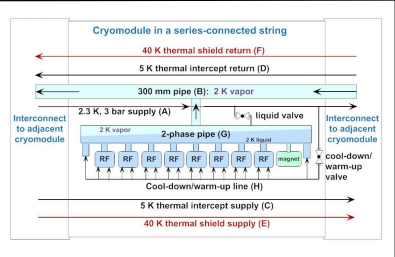 Cryomodule in a series-connected string
40 K thermal shield return (F)
5 K thermal intercept return (D)
300 mm pipe (B): 2 K vapor
2.3 K, 3 bar supply (A)
liquid valve
Interconnect
to adjacent
cryomodule
Interconnect
to adjacent
cryomodule
2 K vapor
2-phase pipe (G)
2 K liquid
RF RF RF RF RF RF RF RF magnet
cool-down/
warm-up
valve
Cool-down/warm-up line (H)
5 K thermal intercept supply (C)
40 K thermal shield supply (E)